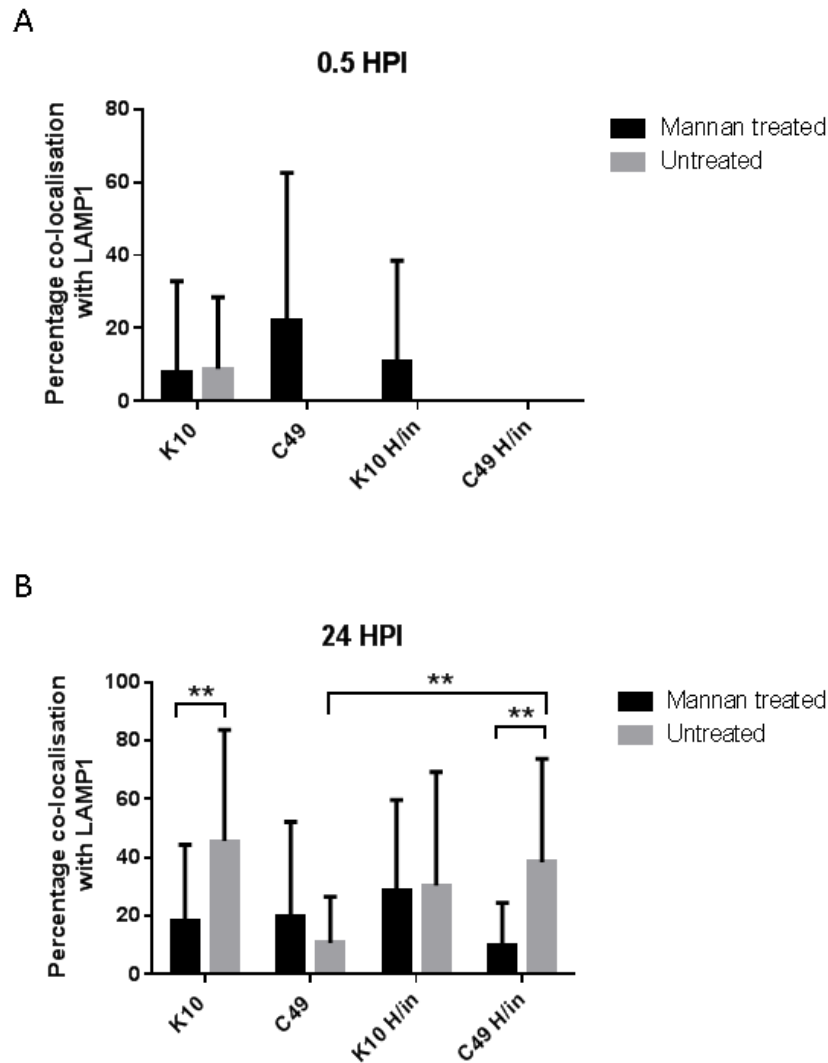 A
0.5 HPI
Percentage co-localisation
with LAMP1
80
60
40
20
0
K10
C49
K10 H/in
C49 H/in
Mannan treated
Untreated
B
24 HPI
Percentage co-localisation
with LAMP1
100
80
60
40
20
0
**
**
**
K10
C49
K10 H/in
C49 H/in
Mannan treated
Untreated